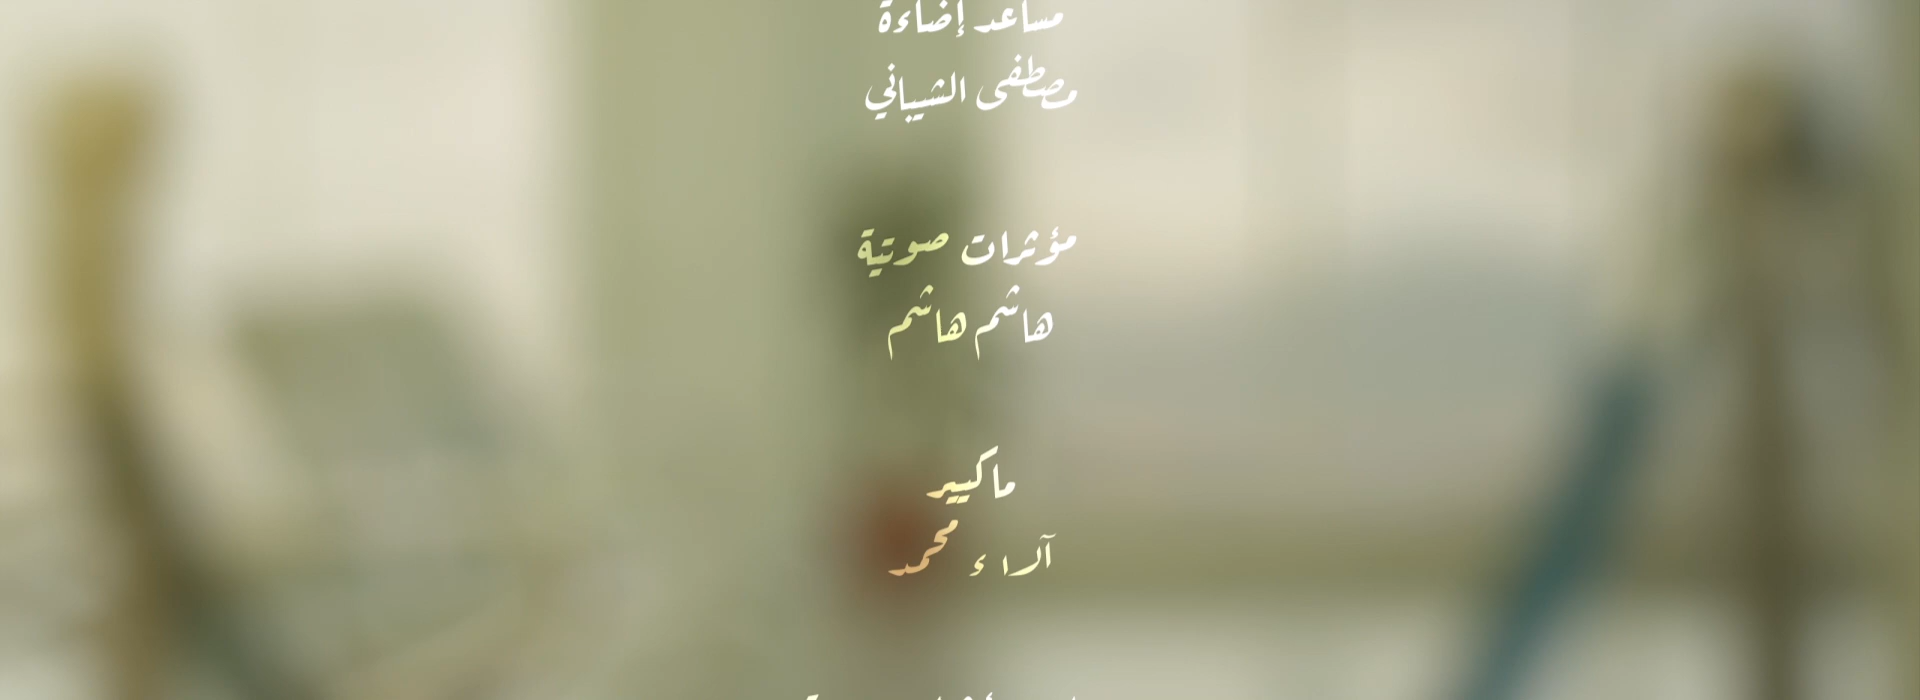 مساعد إضاءة
مصطفى الشيباني
مؤثرات صوتية
هاشم هاشم
ماكيير
آلاء محمد